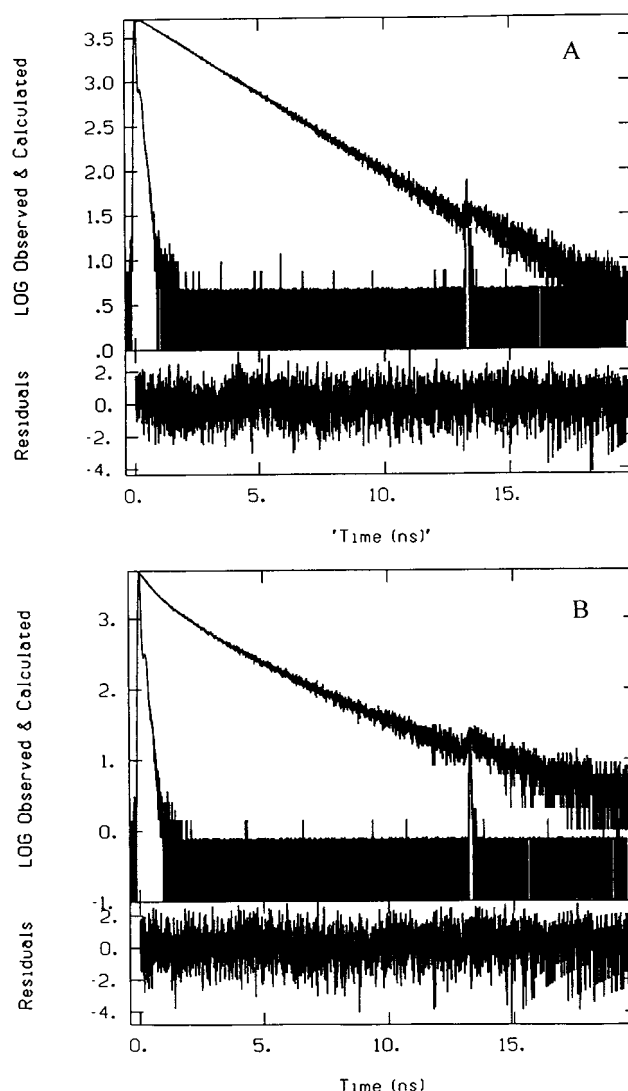 A
3.5
3.0
2.5
2.0
1.5
1.0
.5
.0
LOG Observed & Calculated
2.
0.
-2.
-4.
Residuals
0. 5. 10. 15.
'Time (ns)'
B
3.
2.
1.
0.
-1.
LOG Observed & Calculated
2.
0.
-2.
-4.
Residuals
0. 5. 10. 15.
Time (ns)